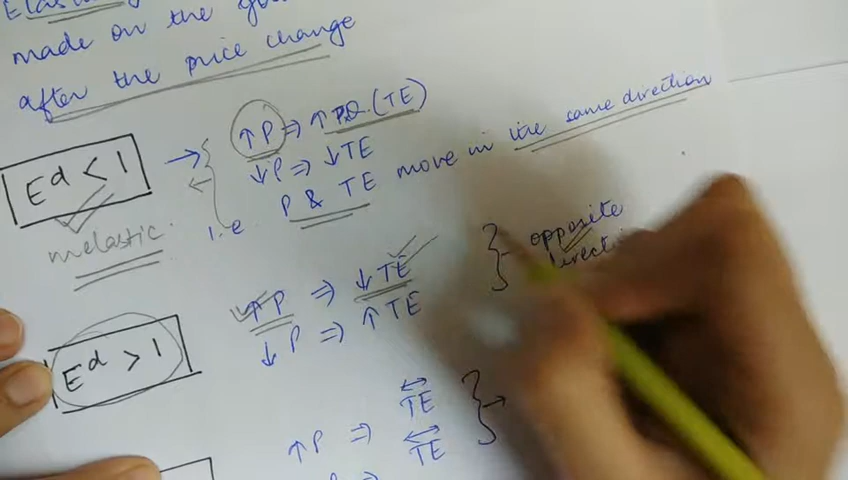 made on the
after the price change
↑P ⇒ ↑ P.Q. (TE)
Eᵈ < 1 → ↓P ⇒ ↓TE
i.e P & TE move in the same direction
inelastic
↑P ⇒ ↓TE } opposite
↓P ⇒ ↑TE
Eᵈ > 1
↑P ⇒ ↔TE } →
↔TE